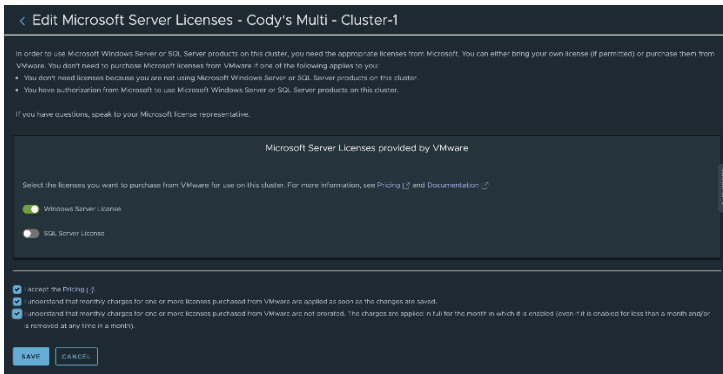 Edit Microsoft Server Licenses - Cody's Multi - Cluster-1
In order to use Microsoft Windows Server or SQL Server products on this cluster, you need the appropriate licenses from Microsoft. You can either bring your own license (if permitted) or purchase them from
VMware. You don't need to purchase Microsoft licenses from VMware if one of the following applies to you:
• You don't need licenses because you are not using Microsoft Windows Server or SQL Server products on this cluster.
• You have authorization from Microsoft to use Microsoft Windows Server or SQL Server products on this cluster.
If you have questions, speak to your Microsoft license representative.
Microsoft Server Licenses provided by VMware
Select the licenses you want to purchase from VMware for use on this cluster. For more information, see Pricing and Documentation
Windows Server License
SQL Server License
I accept the Pricing.
I understand that monthly charges for one or more licenses purchased from VMware are applied as soon as the changes are saved.
I understand that monthly charges for one or more licenses purchased from VMware are not prorated. The charges are applied in full for the month in which it is enabled (even if it is enabled for less than a month and/or
is removed at any time in a month).
SAVE CANCEL